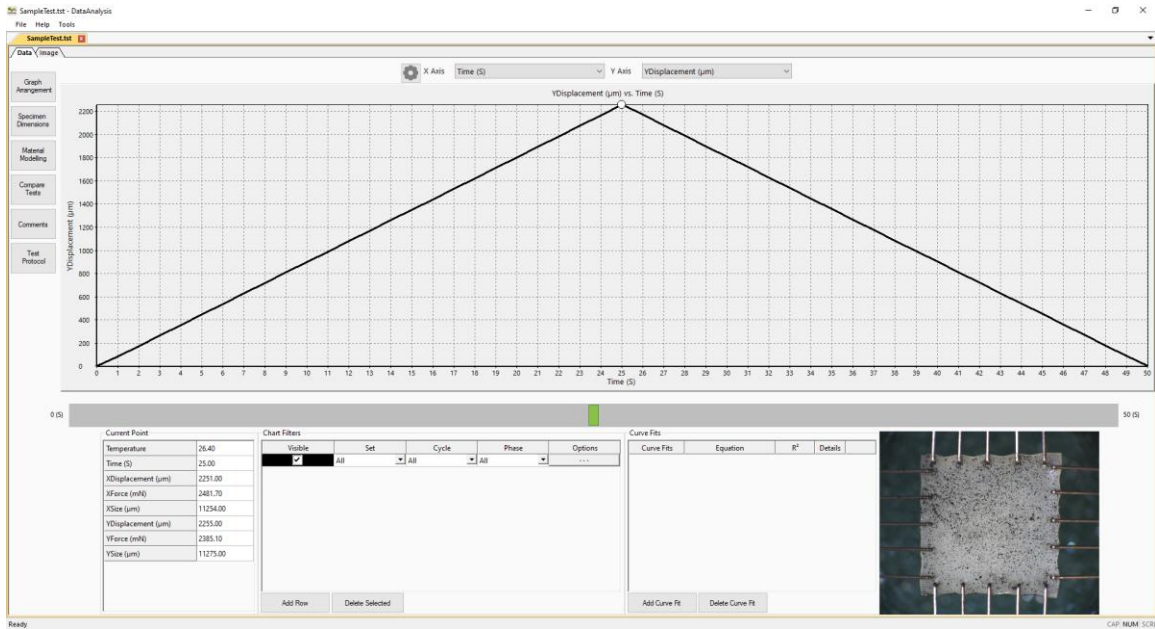 SampleTest.tst - DataAnalysis
File Help Tools
SampleTest.tst
Data Image
X Axis Time (S) Y Axis YDisplacement (µm)
Graph Arrangement
Specimen Dimensions
Material Modelling
Compare Tests
Comments
Test Protocol
YDisplacement (µm) vs. Time (S)
YDisplacement (µm)
2200
2000
1800
1600
1400
1200
1000
800
600
400
200
0
0 1 2 3 4 5 6 7 8 9 10 11 12 13 14 15 16 17 18 19 20 21 22 23 24 25 26 27 28 29 30 31 32 33 34 35 36 37 38 39 40 41 42 43 44 45 46 47 48 49 50
Time (S)
0 (S) 50 (S)
Current Point
Temperature 26.40
Time (S) 25.00
XDisplacement (µm) 2251.00
XForce (mN) 2481.70
XSize (µm) 11254.00
YDisplacement (µm) 2255.00
YForce (mN) 2385.10
YSize (µm) 11275.00
Chart Filters
Visible Set Cycle Phase Options
All All All ...
Add Row Delete Selected
Curve Fits
Curve Fits Equation R² Details
Add Curve Fit Delete Curve Fit
Ready CAP NUM SCRL